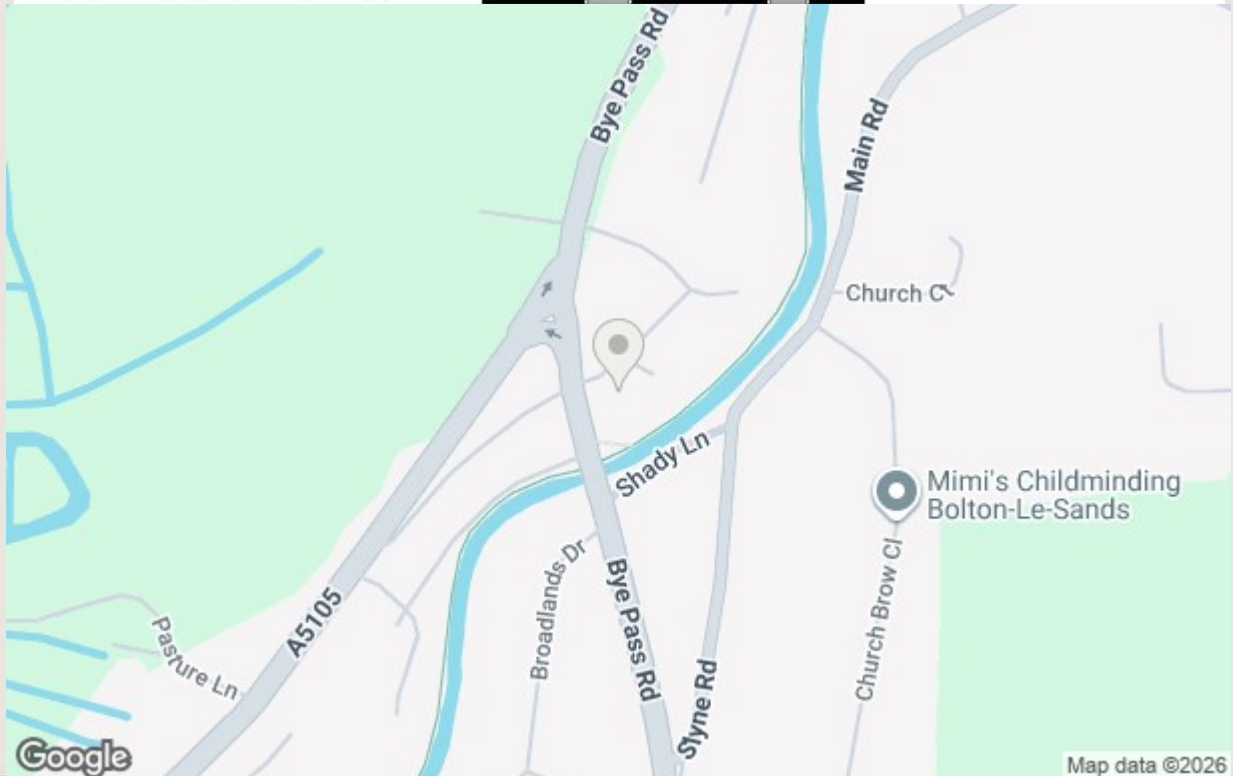 Bye Pass Rd
Main Rd
Church C
Shady Ln
Mimi's Childminding
Bolton-Le-Sands
Broadlands Dr
Bye Pass Rd
Church Brow Cl
A5105
Pasture Ln
Slyne Rd
Google
Map data ©2026